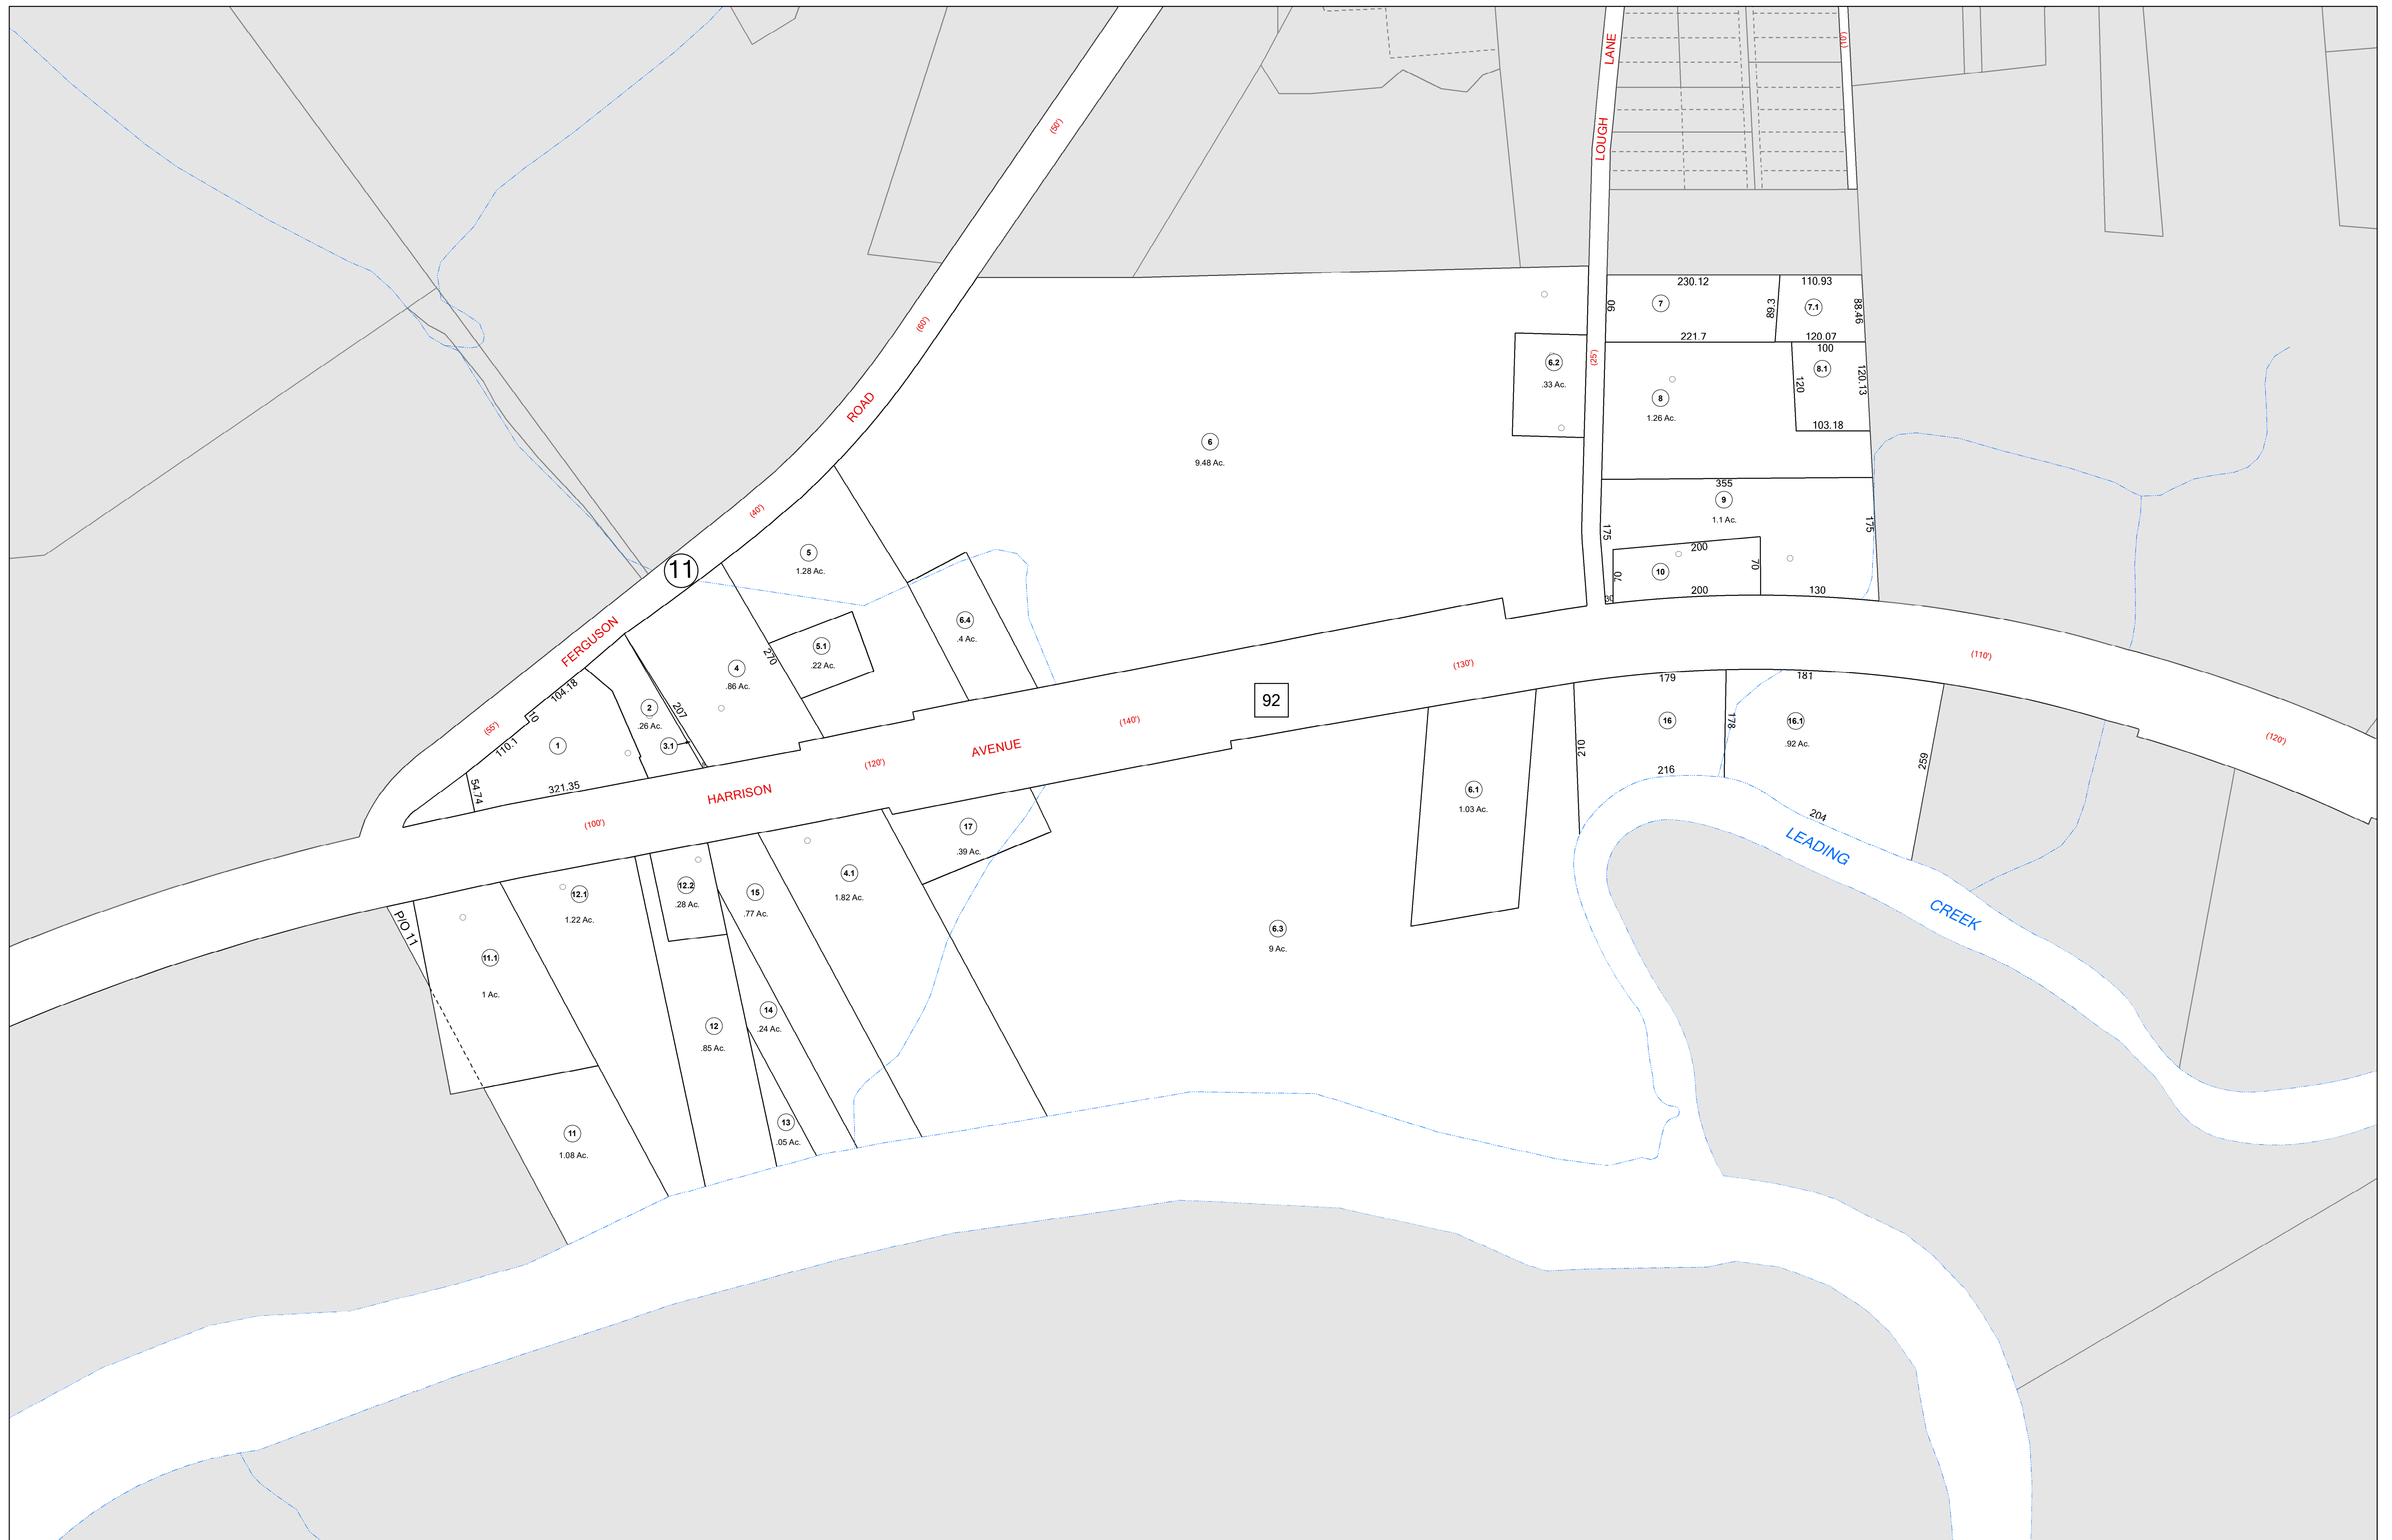 LOUGH LANE
(10')
(50')
(60')
(40')
(55')
FERGUSON ROAD
11
(25')
230.12
7
90
89.3
221.7
110.93
7.1
88.46
120.07
100
8.1
120
120.13
103.18
8
1.26 Ac.
6.2
.33 Ac.
6
9.48 Ac.
355
9
1.1 Ac.
175
175
200
10
70
70
30
200
130
5
1.28 Ac.
5.1
.22 Ac.
270
6.4
.4 Ac.
4
.86 Ac.
207
2
.26 Ac.
3.1
104.18
10
110.1
1
54.74
321.35
HARRISON AVENUE
(100')
(120')
(140')
(130')
(110')
(120')
92
179
16
210
216
178
181
16.1
.92 Ac.
259
204
LEADING CREEK
6.1
1.03 Ac.
17
.39 Ac.
6.3
9 Ac.
4.1
1.82 Ac.
15
.77 Ac.
12.2
.28 Ac.
12.1
1.22 Ac.
P/O 11
11.1
1 Ac.
14
.24 Ac.
12
.85 Ac.
13
.05 Ac.
11
1.08 Ac.